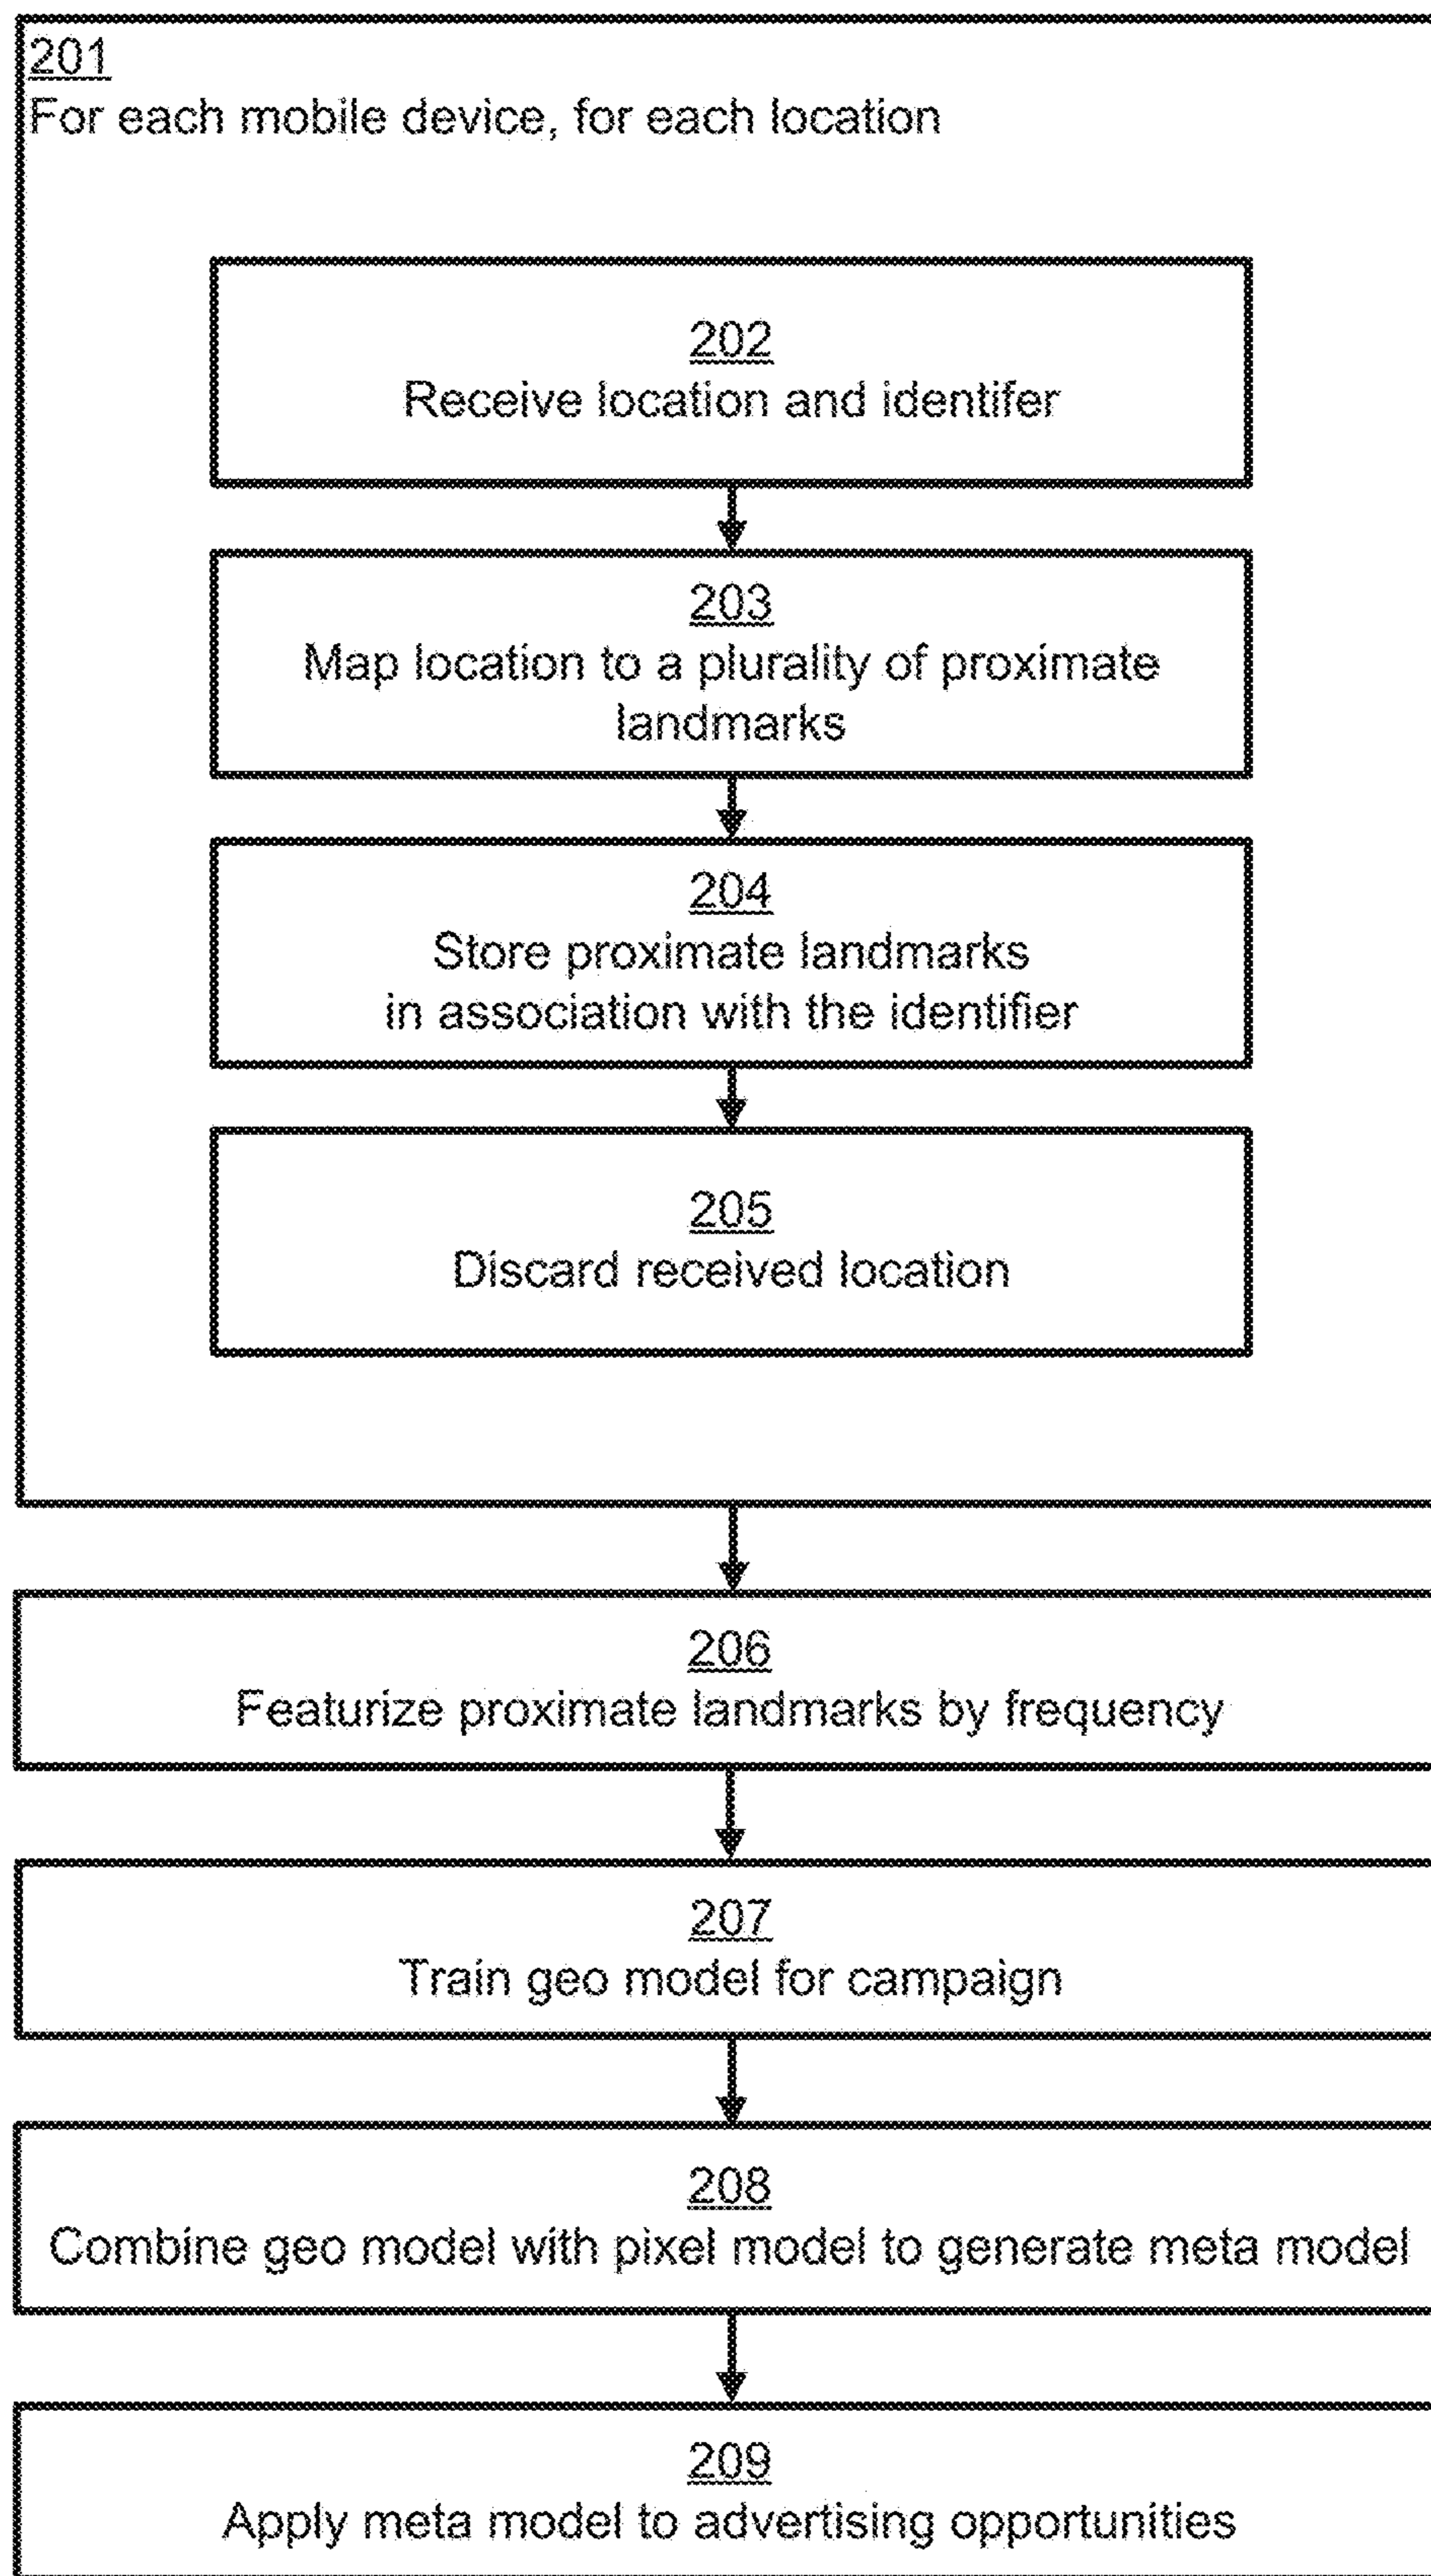 201
For each mobile device, for each location
202
Receive location and identifer
203
Map location to a plurality of proximate
landmarks
204
Store proximate landmarks
in association with the identifier
205
Discard received location
206
Featurize proximate landmarks by frequency
207
Train geo model for campaign
208
Combine geo model with pixel model to generate meta model
209
Apply meta model to advertising opportunities